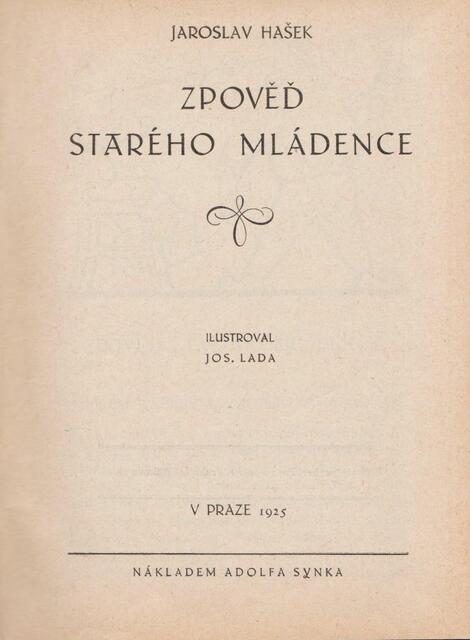 JAROSLAV HAŠEK
ZPOVĚĎ
STARÉHO MLÁDENCE
ILUSTROVAL
JOS. LADA
V PRAZE 1925
NÁKLADEM ADOLFA SYNKA